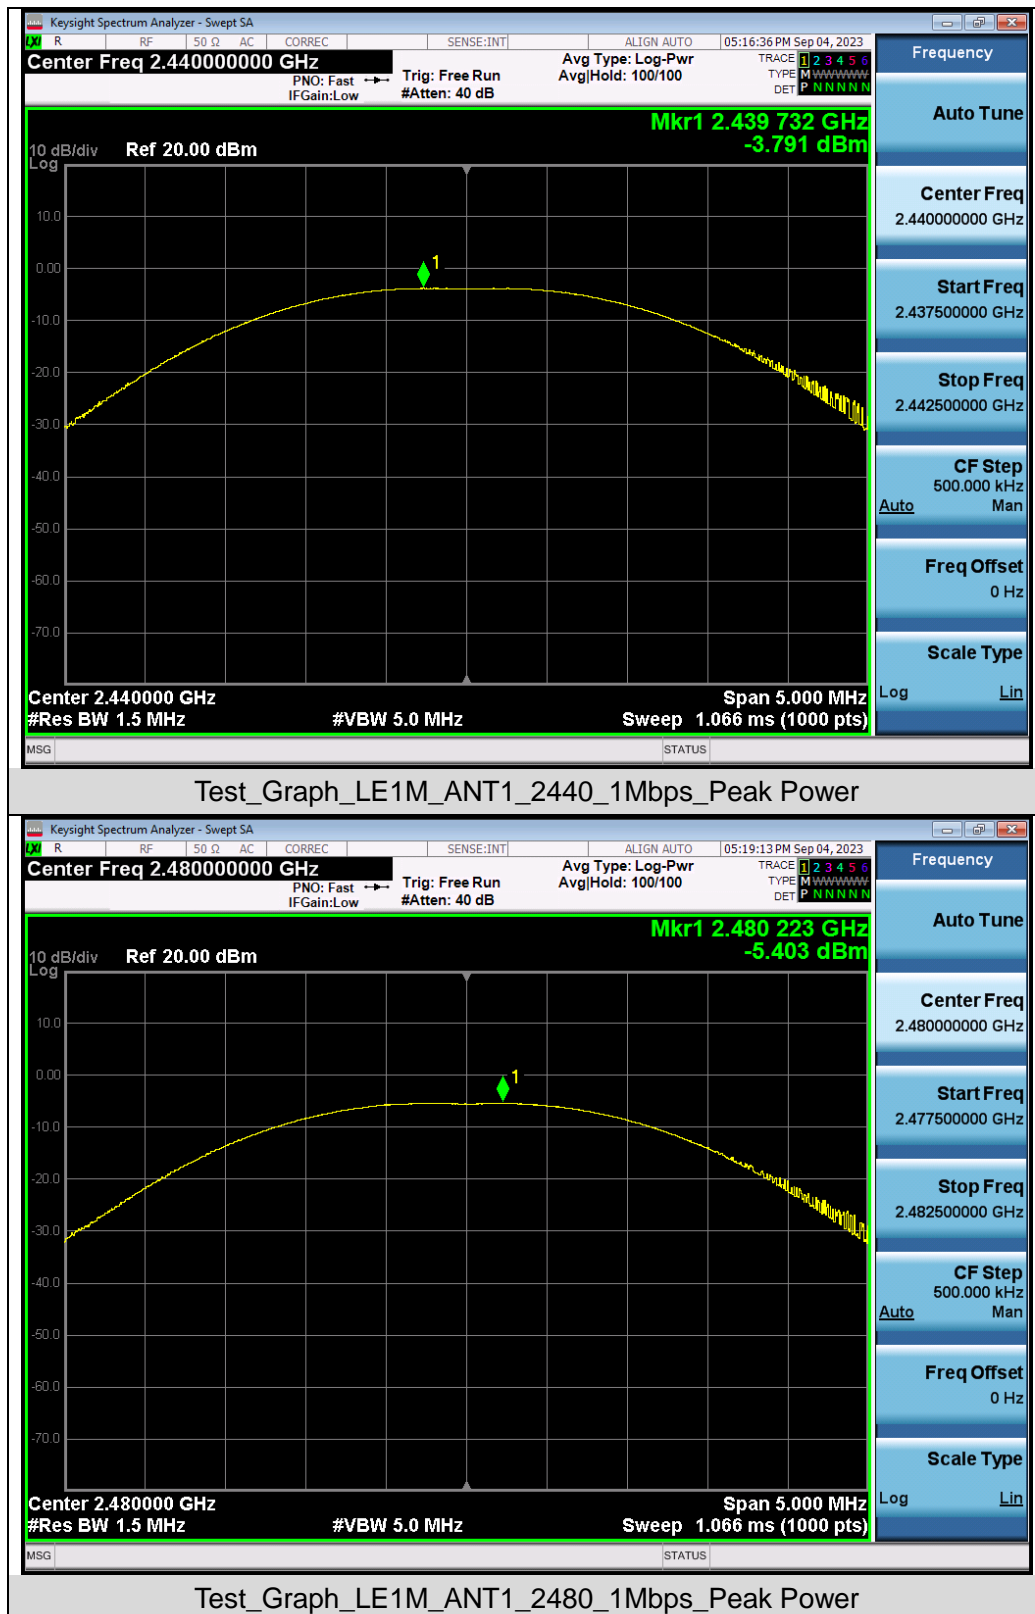 Keysight Spectrum Analyzer - Swept SA
LXI R RF 50 Ω AC CORREC SENSE:INT ALIGN AUTO 05:16:36 PM Sep 04, 2023
Center Freq 2.440000000 GHz
PNO: Fast
IFGain:Low
Trig: Free Run
#Atten: 40 dB
Avg Type: Log-Pwr
Avg|Hold: 100/100
TRACE 1 2 3 4 5 6
TYPE M WWWWW
DET P N N N N N
Mkr1 2.439 732 GHz
-3.791 dBm
10 dB/div Ref 20.00 dBm
Log
10.0
0.00
-10.0
-20.0
-30.0
-40.0
-50.0
-60.0
-70.0
1
Center 2.440000 GHz Span 5.000 MHz
#Res BW 1.5 MHz #VBW 5.0 MHz Sweep 1.066 ms (1000 pts)
MSG STATUS
Frequency
Auto Tune
Center Freq
2.440000000 GHz
Start Freq
2.437500000 GHz
Stop Freq
2.442500000 GHz
CF Step
500.000 kHz
Auto Man
Freq Offset
0 Hz
Scale Type
Log Lin
Test_Graph_LE1M_ANT1_2440_1Mbps_Peak Power
Keysight Spectrum Analyzer - Swept SA
LXI R RF 50 Ω AC CORREC SENSE:INT ALIGN AUTO 05:19:13 PM Sep 04, 2023
Center Freq 2.480000000 GHz
PNO: Fast
IFGain:Low
Trig: Free Run
#Atten: 40 dB
Avg Type: Log-Pwr
Avg|Hold: 100/100
TRACE 1 2 3 4 5 6
TYPE M WWWWW
DET P N N N N N
Mkr1 2.480 223 GHz
-5.403 dBm
10 dB/div Ref 20.00 dBm
Log
10.0
0.00
-10.0
-20.0
-30.0
-40.0
-50.0
-60.0
-70.0
1
Center 2.480000 GHz Span 5.000 MHz
#Res BW 1.5 MHz #VBW 5.0 MHz Sweep 1.066 ms (1000 pts)
MSG STATUS
Frequency
Auto Tune
Center Freq
2.480000000 GHz
Start Freq
2.477500000 GHz
Stop Freq
2.482500000 GHz
CF Step
500.000 kHz
Auto Man
Freq Offset
0 Hz
Scale Type
Log Lin
Test_Graph_LE1M_ANT1_2480_1Mbps_Peak Power